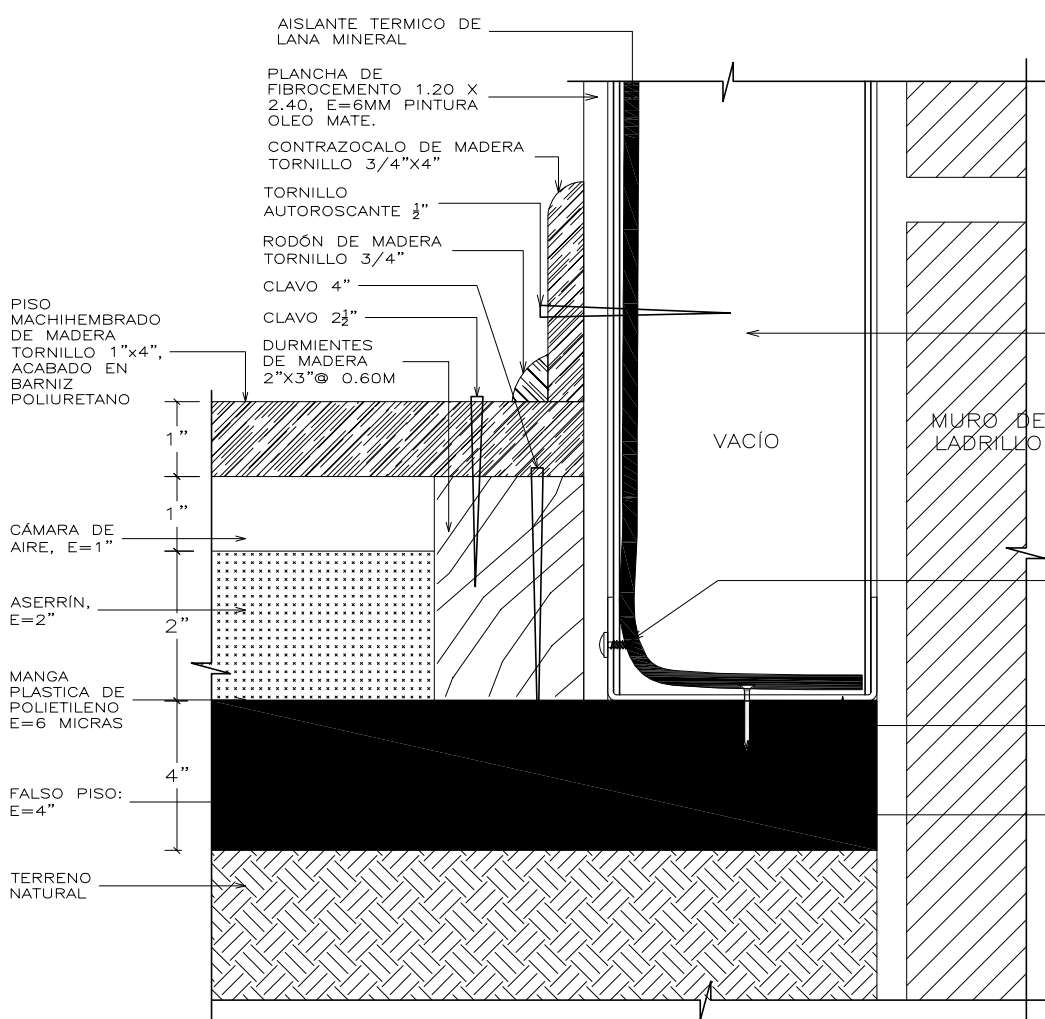 AISLANTE TERMICO DE
LANA MINERAL
PLANCHA DE
FIBROCEMENTO 1.20 X
2.40, E=6MM PINTURA
OLEO MATE.
CONTRAZOCALO DE MADERA
TORNILLO 3/4"X4"
TORNILLO
AUTOROSCANTE ½"
RODÓN DE MADERA
TORNILLO 3/4"
CLAVO 4"
CLAVO 2½"
DURMIENTES
DE MADERA
2"X3"@ 0.60M
PISO
MACHIHEMBRADO
DE MADERA
TORNILLO 1"x4",
ACABADO EN
BARNIZ
POLIURETANO
1"
1"
2"
4"
CÁMARA DE
AIRE, E=1"
ASERRÍN,
E=2"
MANGA
PLASTICA DE
POLIETILENO
E=6 MICRAS
FALSO PISO:
E=4"
TERRENO
NATURAL
VACÍO
MURO DE
LADRILLO